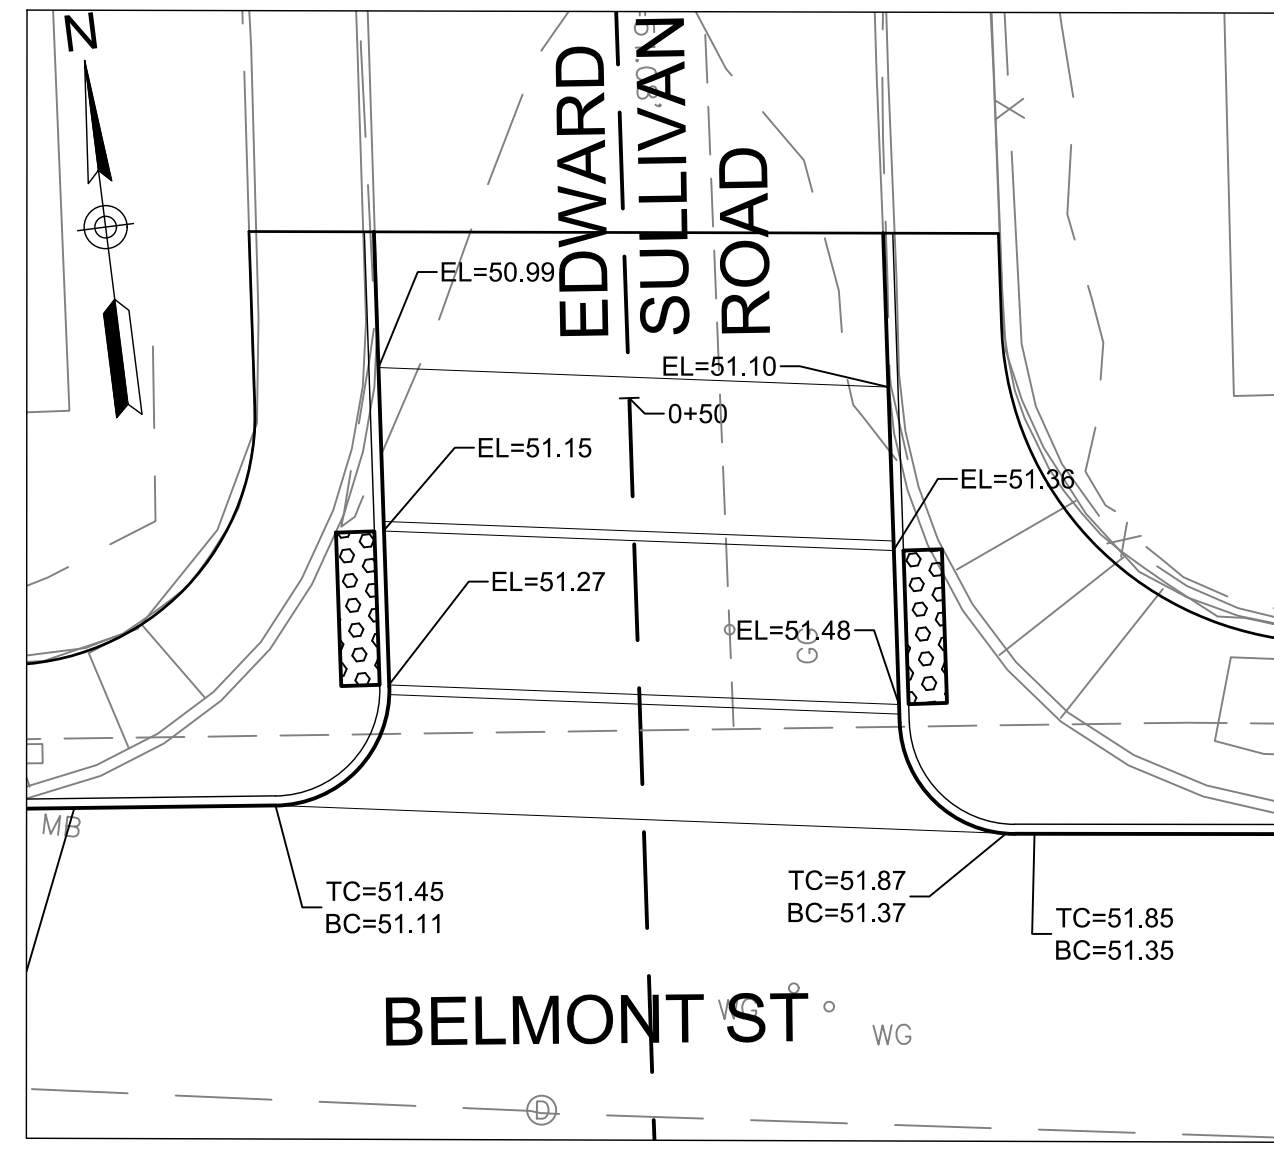 N
EDWARD
SULLIVAN
ROAD
EL=50.99
EL=51.10
0+50
EL=51.15
EL=51.36
EL=51.27
EL=51.48
GG
MB
TC=51.45
BC=51.11
TC=51.87
BC=51.37
TC=51.85
BC=51.35
BELMONT ST
WG
WG
D